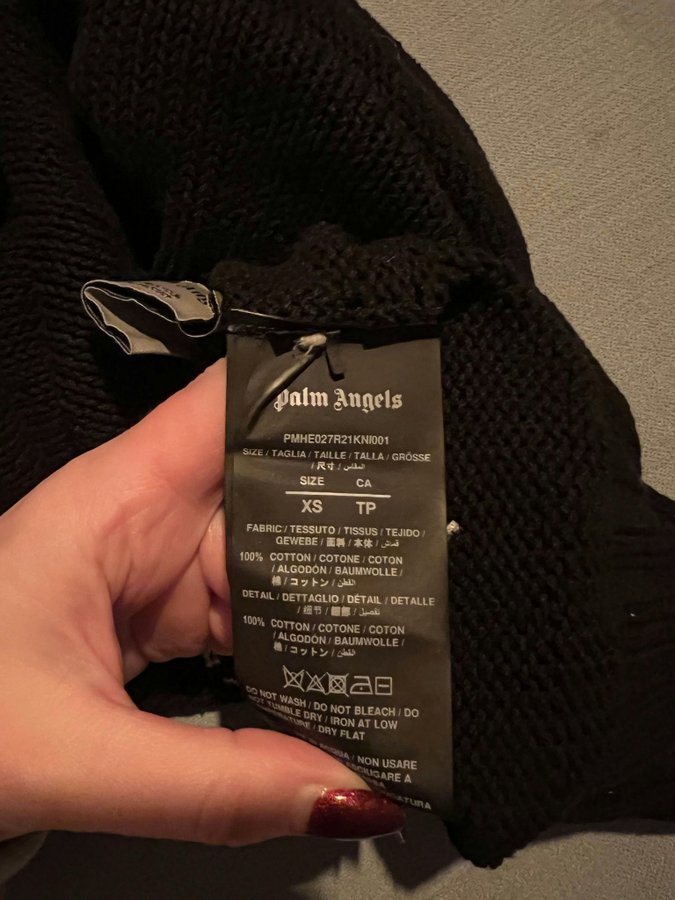 Palm Angels
PMHE027R21KNI001
SIZE / TAGLIA / TAILLE / TALLA / GRÖSSE
/ 尺寸 / المقاس
SIZE CA
XS TP
FABRIC / TESSUTO / TISSUS / TEJIDO /
GEWEBE / 面料 / 本体 / قماش
100% COTTON / COTONE / COTON
/ ALGODÓN / BAUMWOLLE /
棉 / コットン / القطن
DETAIL / DETTAGLIO / DÉTAIL / DETALLE
/ 细节 / تفصيل
100% COTTON / COTONE / COTON
/ ALGODÓN / BAUMWOLLE /
棉 / コットン / القطن
DO NOT WASH / DO NOT BLEACH / DO
NOT TUMBLE DRY / IRON AT LOW
/ DRY FLAT
/ NON USARE
A